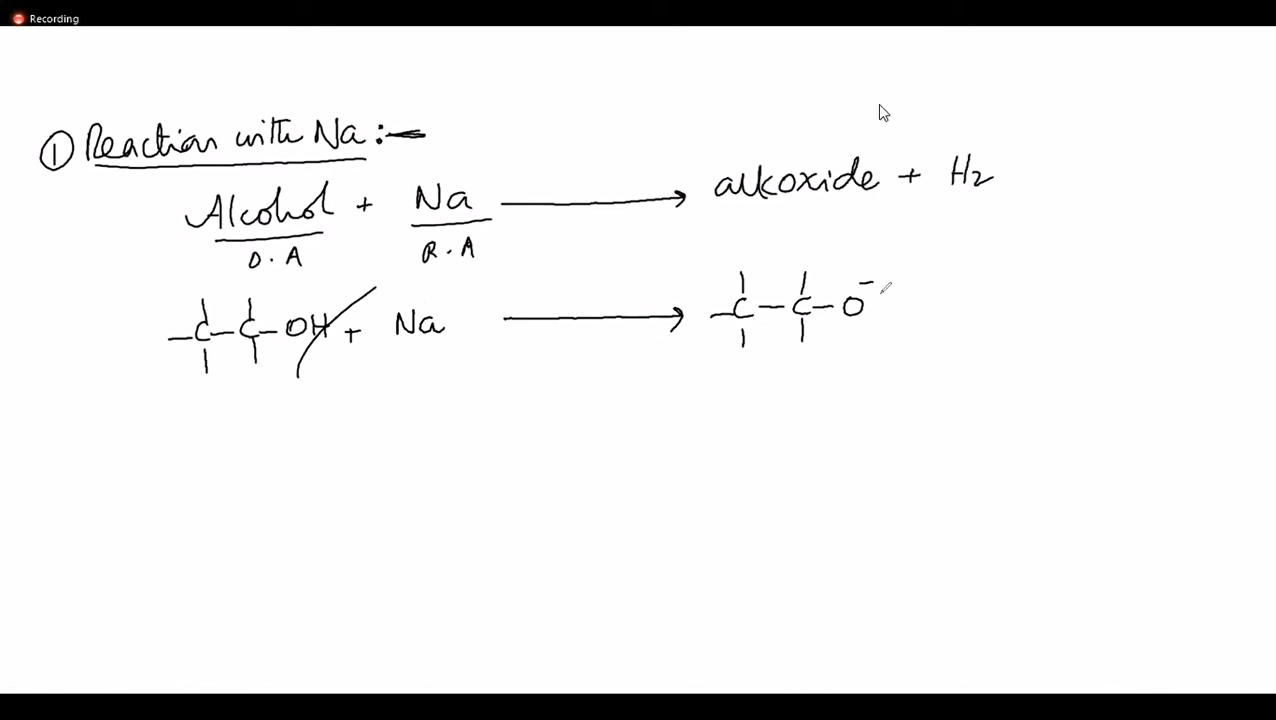 Recording
① Reaction with Na :-
Alcohol + Na → alkoxide + H2
O.A R.A
-C-C-OH + Na → -C-C-O⁻